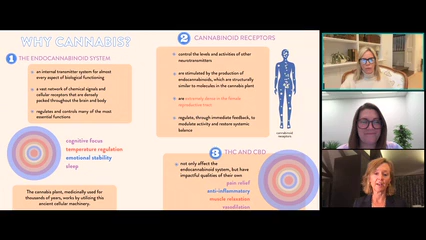 WHY CANNABIS?
1 THE ENDOCANNABINOID SYSTEM
an internal transmitter system for almost
every aspect of biological functioning
a vast network of chemical signals and
cellular receptors that are densely
packed throughout the brain and body
regulates and controls many of the most
essential functions
cognitive focus
temperature regulation
emotional stability
sleep
The cannabis plant, medicinally used for
thousands of years, works by utilizing this
ancient cellular machinery.
2 CANNABINOID RECEPTORS
control the levels and activities of other
neurotransmitters
are stimulated by the production of
endocannabinoids, which are structurally
similar to molecules in the cannabis plant
are extremely dense in the female
reproductive tract
regulate, through immediate feedback, to
modulate activity and restore systemic
balance
cannabinoid
receptors
3 THC AND CBD
not only affect the
endocannabinoid system, but have
impactful qualities of their own
pain relief
anti-inflammatory
muscle relaxation
vasodilation